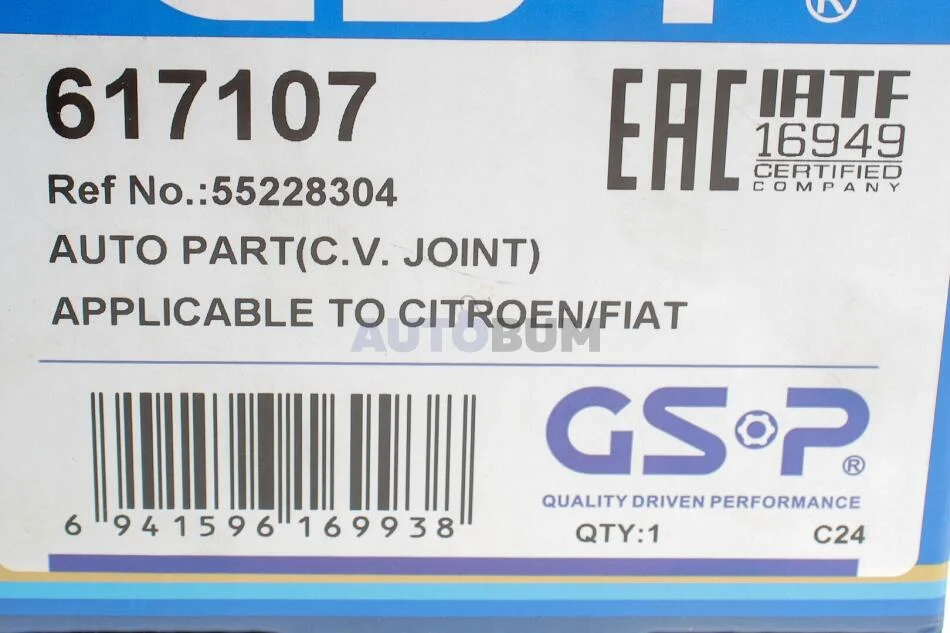 GSP®
617107
EAC
IATF
16949
CERTIFIED
COMPANY
Ref No.:55228304
AUTO PART(C.V. JOINT)
APPLICABLE TO CITROEN/FIAT
AUTOBUM
6 941596 169938
GSP®
QUALITY DRIVEN PERFORMANCE
QTY:1
C24